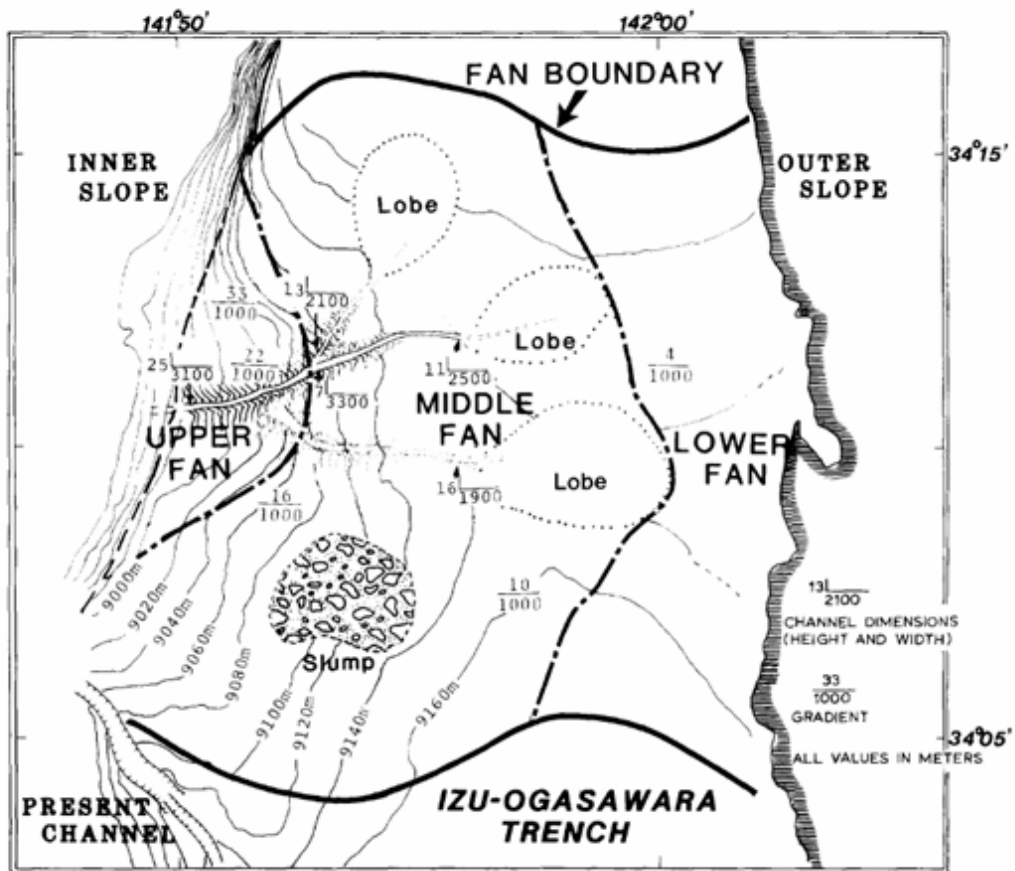 141°50'
142°00'
FAN BOUNDARY
INNER
SLOPE
OUTER
SLOPE
34°15'
Lobe
13 2100
33
1000
Lobe
25 3100
22
1000
11 2500
4
1000
7 3300
UPPER
FAN
MIDDLE
FAN
LOWER
FAN
16 1900
Lobe
16
1000
9000m
9020m
9040m
9060m
9080m
9100m
9120m
9140m
9160m
10
1000
Slump
13 2100
CHANNEL DIMENSIONS
(HEIGHT AND WIDTH)
33
1000
GRADIENT
34°05'
ALL VALUES IN METERS
PRESENT
CHANNEL
IZU-OGASAWARA
TRENCH